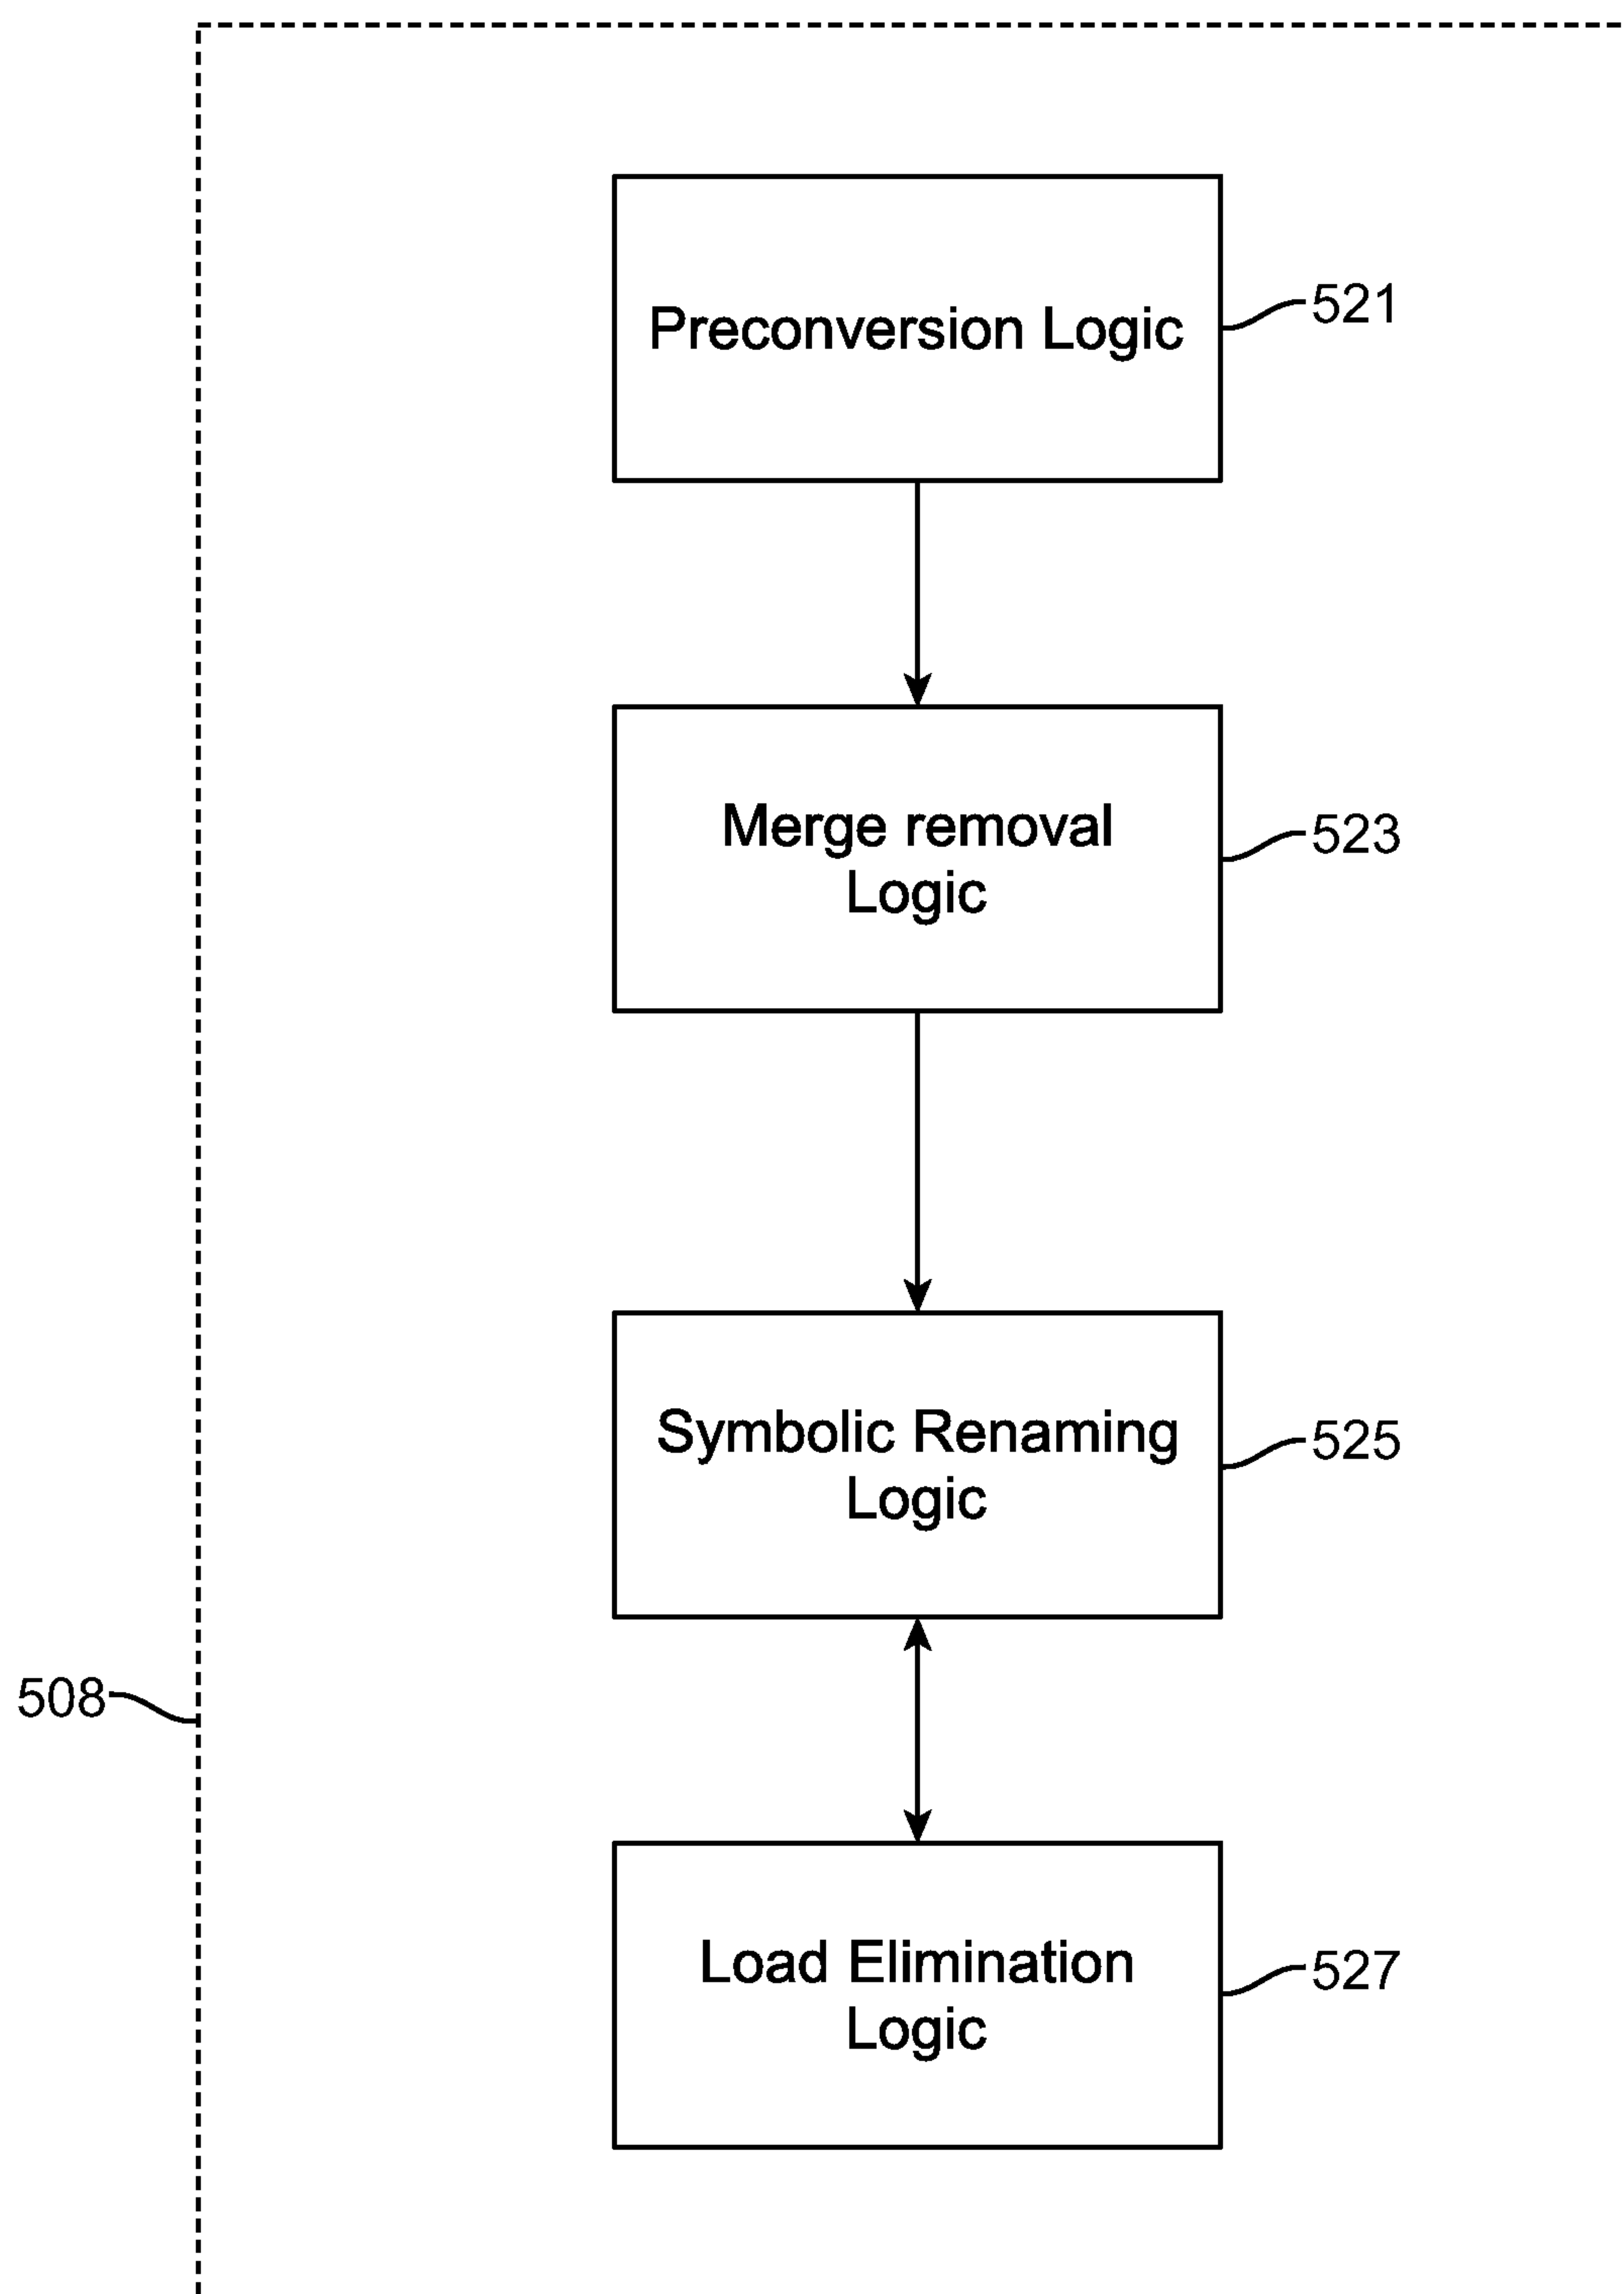 Preconversion Logic
521
Merge removal
Logic
523
Symbolic Renaming
Logic
525
508
Load Elimination
Logic
527